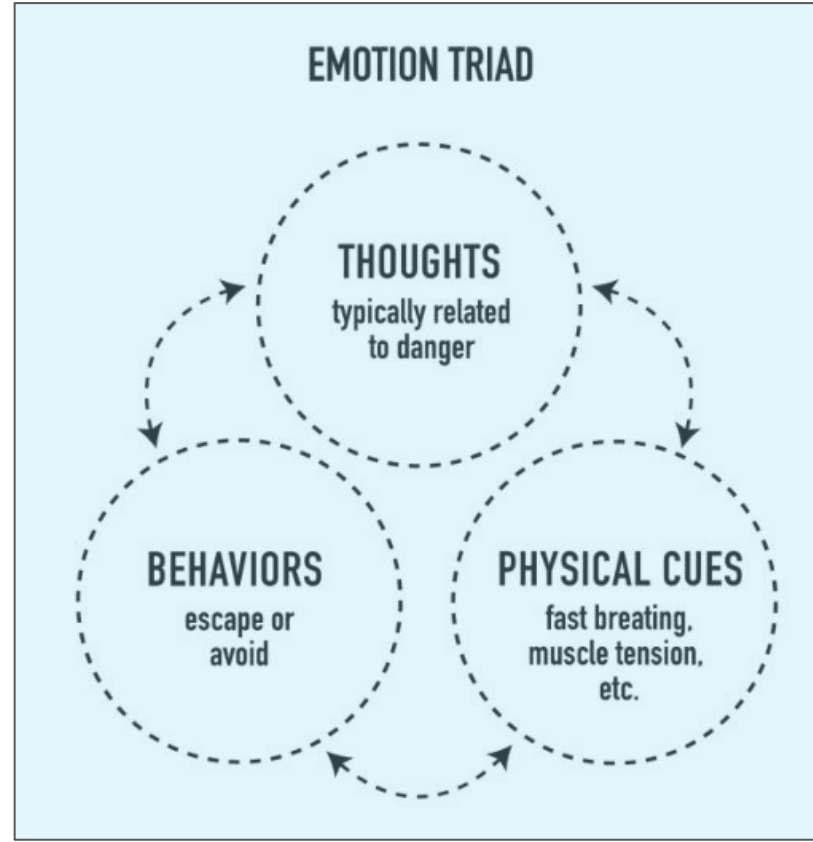 EMOTION TRIAD
THOUGHTS
typically related
to danger
BEHAVIORS
escape or
avoid
PHYSICAL CUES
fast breating,
muscle tension,
etc.